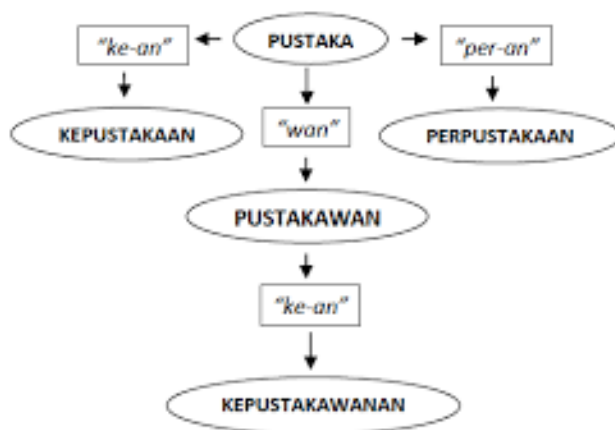 "ke-an" PUSTAKA "per-an"
KEPUSTAKAAN "wan" PERPUSTAKAAN
PUSTAKAWAN
"ke-an"
KEPUSTAKAWANAN